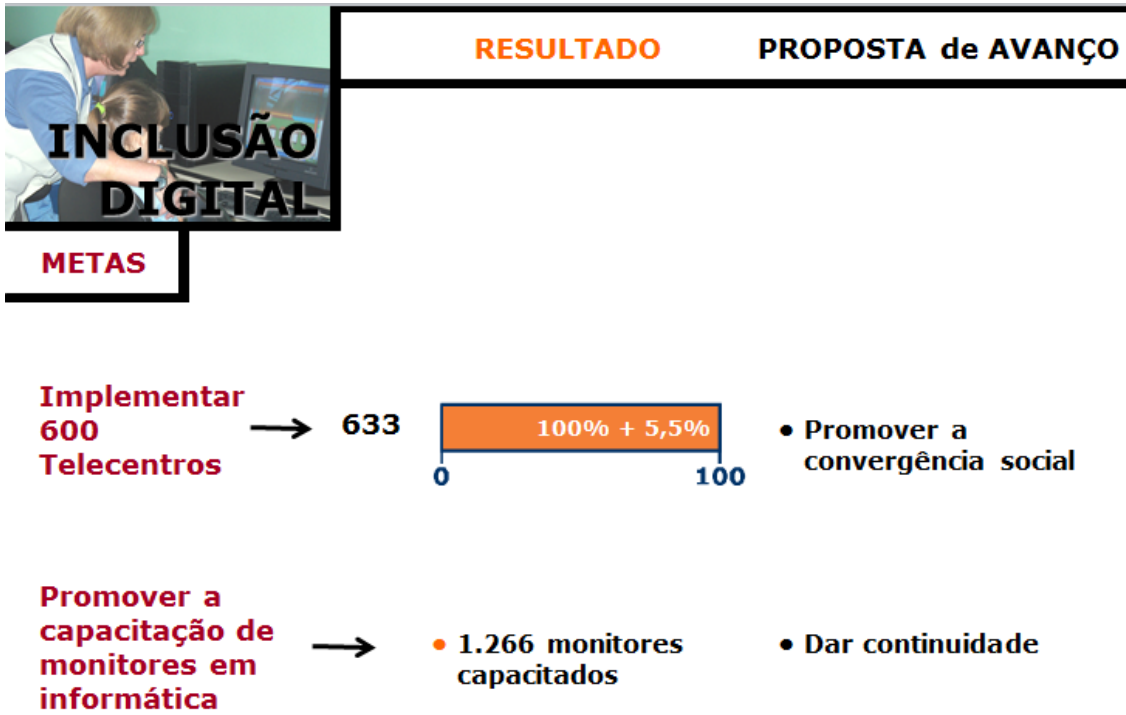 RESULTADO
PROPOSTA de AVANÇO
INCLUSÃO
DIGITAL
METAS
Implementar
600
Telecentros
633
100% + 5,5%
0
100
• Promover a
convergência social
Promover a
capacitação de
monitores em
informática
• 1.266 monitores
capacitados
• Dar continuidade